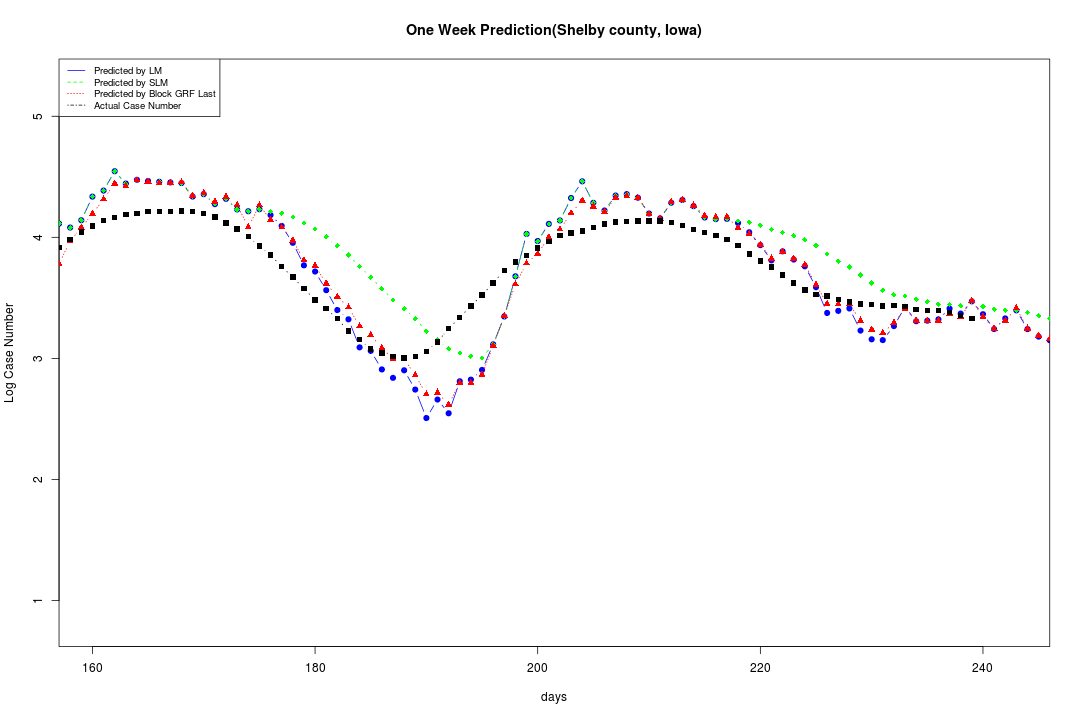 One Week Prediction(Shelby county, Iowa)
Predicted by LM
Predicted by SLM
Predicted by Block GRF Last
Actual Case Number
5
4
3
2
1
Log Case Number
160 180 200 220 240
days